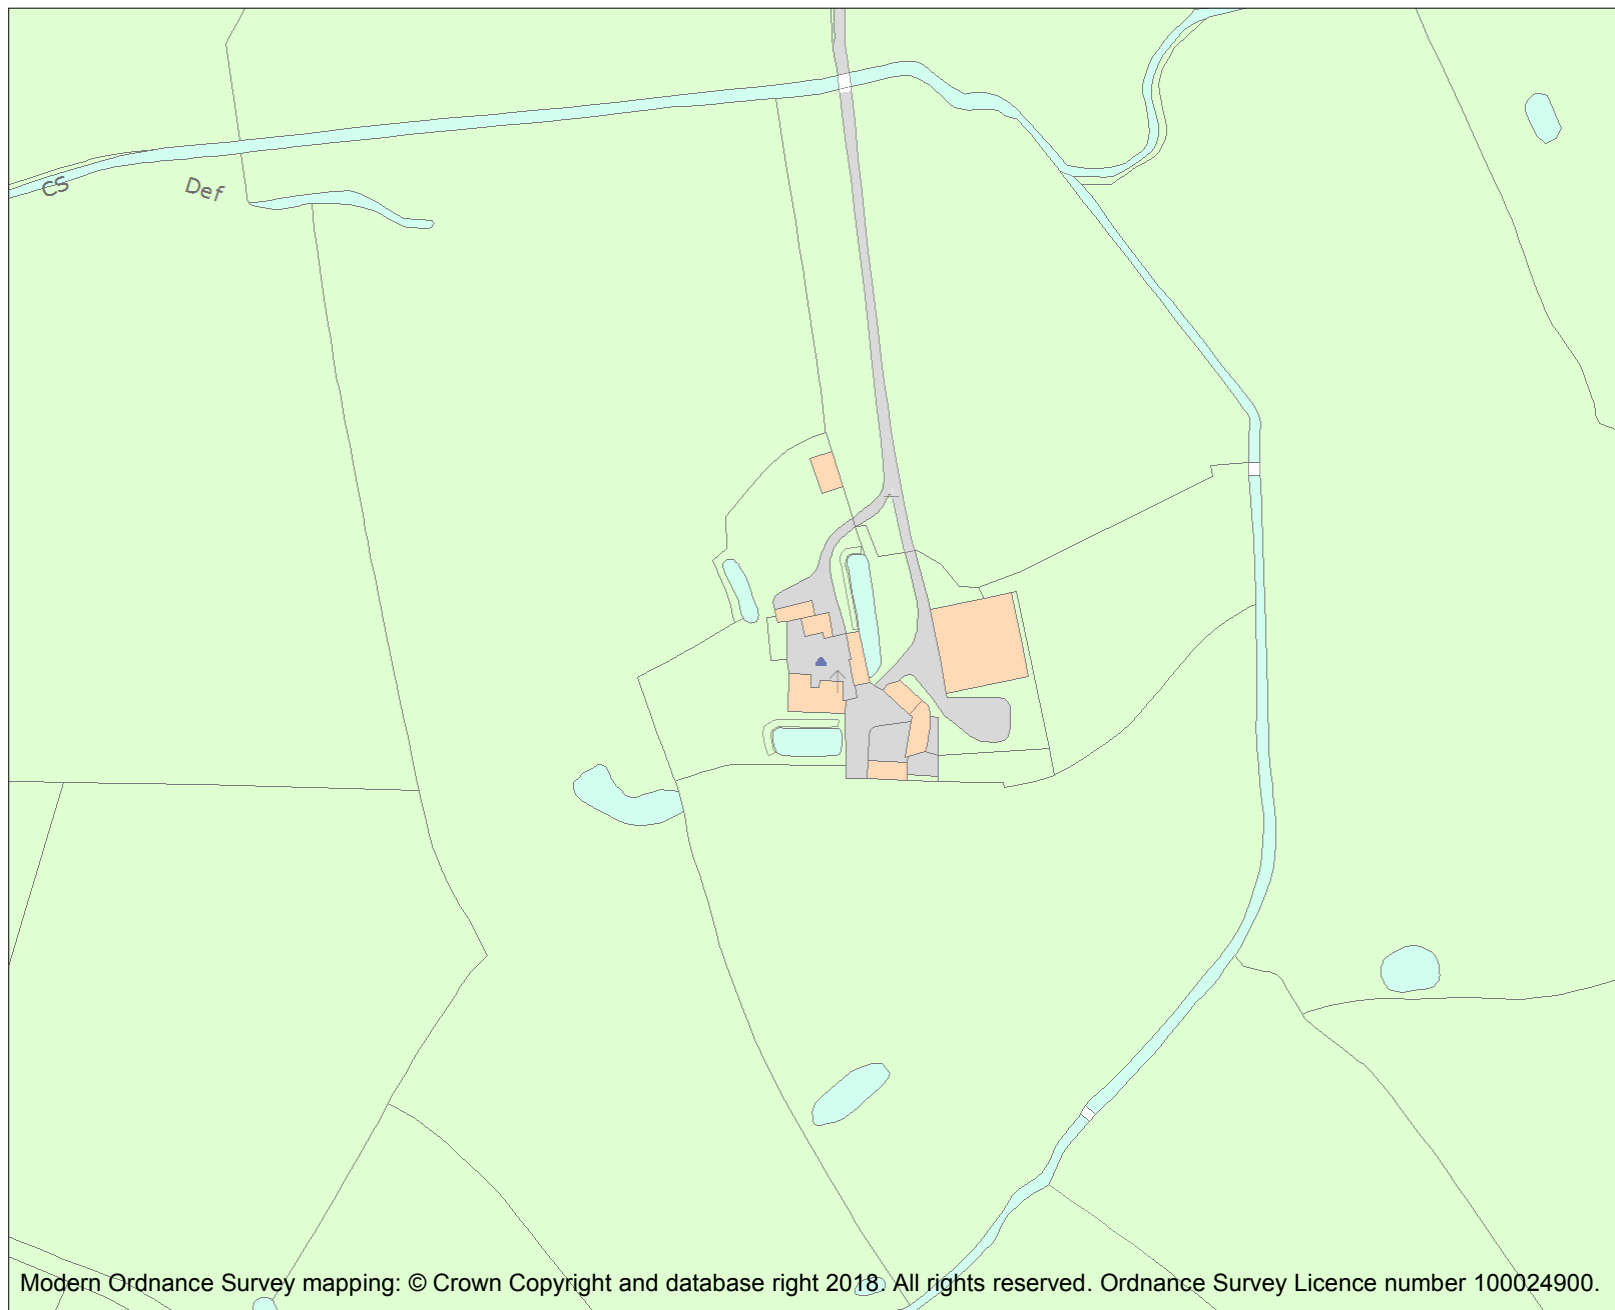 CS
Def
Modern Ordnance Survey mapping: © Crown Copyright and database right 2018. All rights reserved. Ordnance Survey Licence number 100024900.